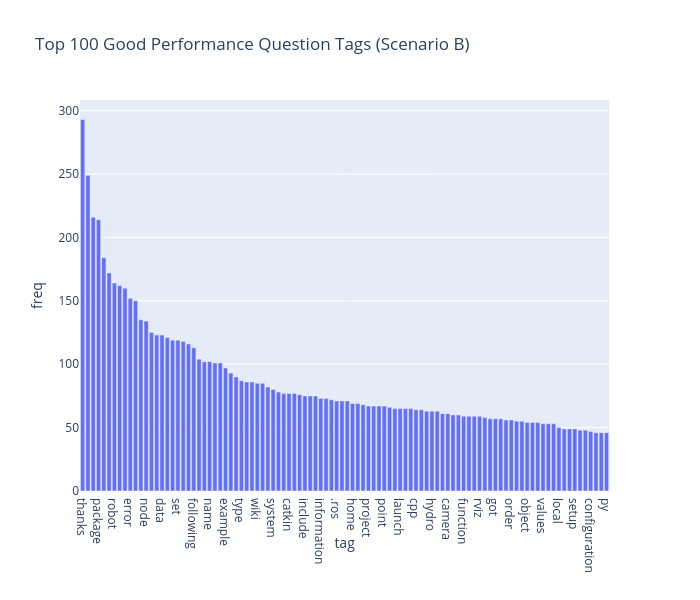 Top 100 Good Performance Question Tags (Scenario B)
300
250
200
150
100
50
0
freq
thanks
package
robot
error
node
data
set
following
name
example
type
wiki
system
catkin
include
information
.ros
home
project
point
launch
cpp
hydro
camera
function
rviz
got
order
object
values
local
setup
configuration
py
tag